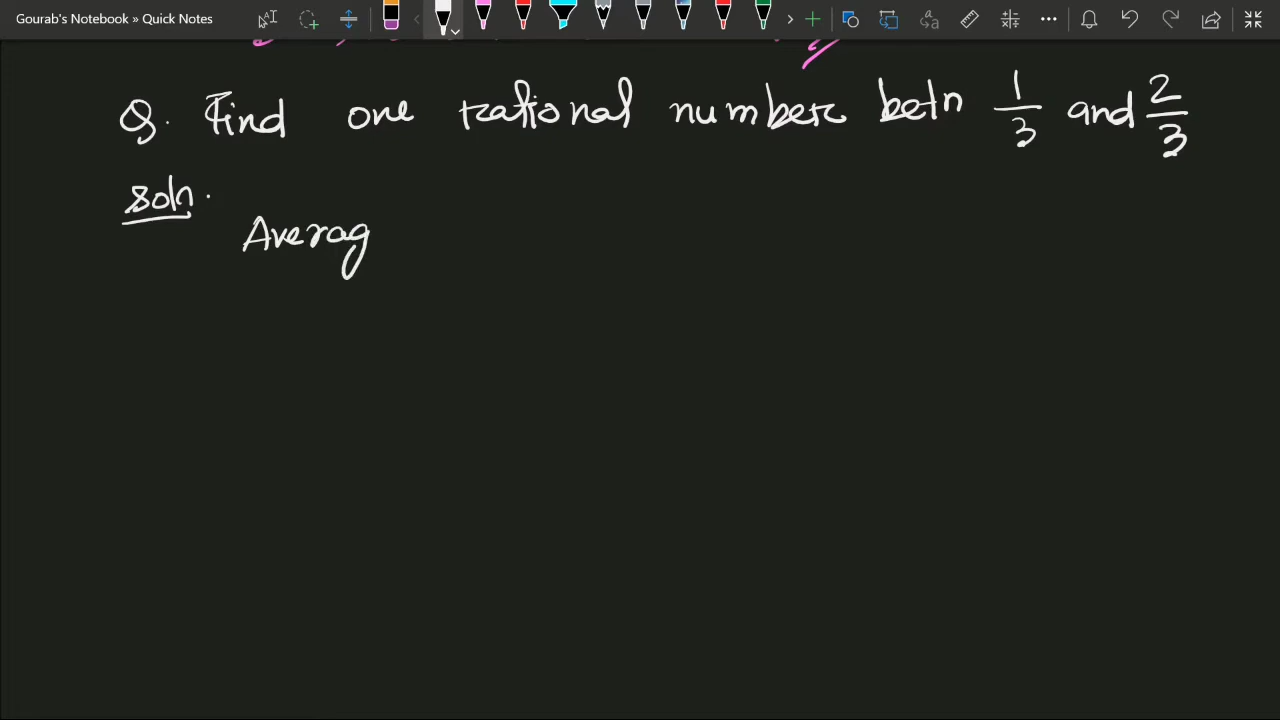 Gourab's Notebook » Quick Notes
Q. Find one rational number betn 1/3 and 2/3
soln.
Averag